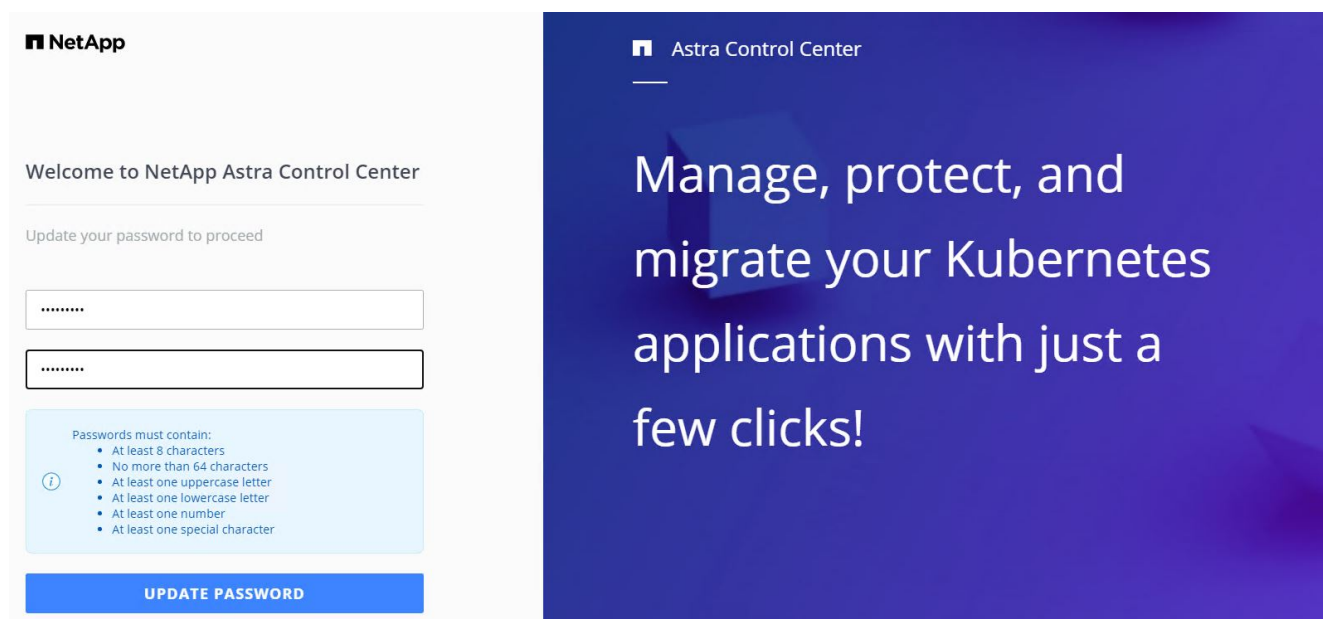 NetApp
Welcome to NetApp Astra Control Center
Update your password to proceed
•••••••••
•••••••••
Passwords must contain:
• At least 8 characters
• No more than 64 characters
• At least one uppercase letter
• At least one lowercase letter
• At least one number
• At least one special character
UPDATE PASSWORD
Astra Control Center
Manage, protect, and
migrate your Kubernetes
applications with just a
few clicks!